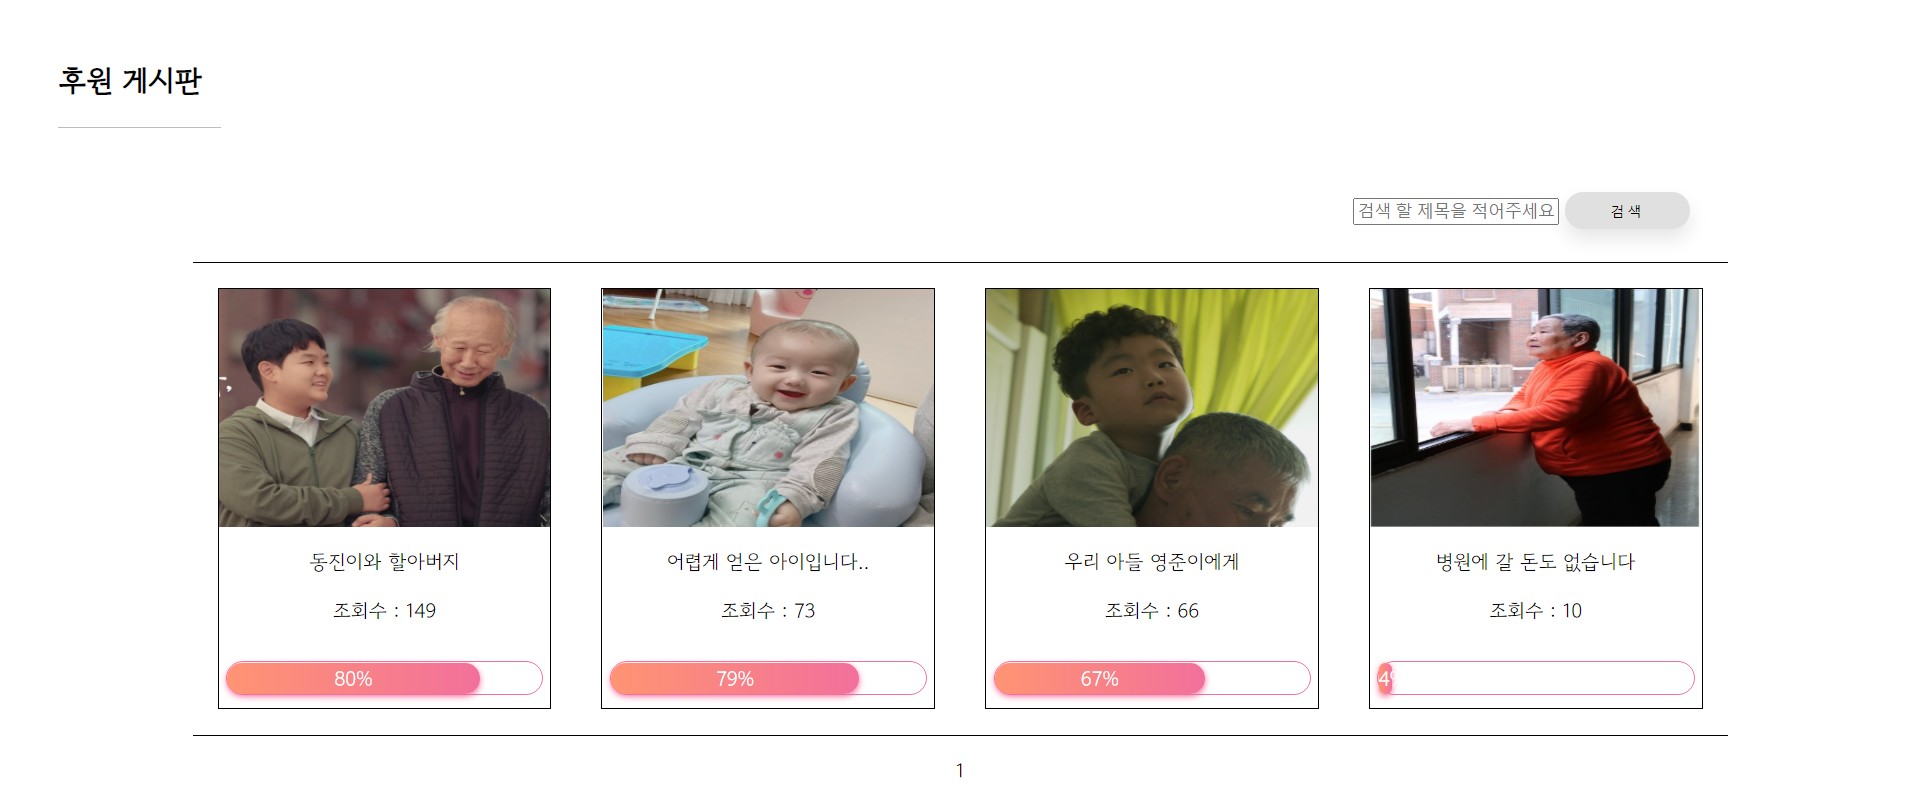 후원 게시판
검색 할 제목을 적어주세요 검 색
동진이와 할아버지
조회수 : 149
80%
어렵게 얻은 아이입니다..
조회수 : 73
79%
우리 아들 영준이에게
조회수 : 66
67%
병원에 갈 돈도 없습니다
조회수 : 10
4%
1